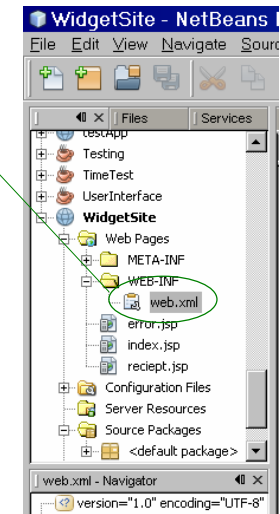 WidgetSite - NetBeans
File Edit View Navigate Sourc
Files Services
testApp
Testing
TimeTest
UserInterface
WidgetSite
Web Pages
META-INF
WEB-INF
web.xml
error.jsp
index.jsp
reciept.jsp
Configuration Files
Server Resources
Source Packages
<default package>
web.xml - Navigator
version="1.0" encoding="UTF-8"